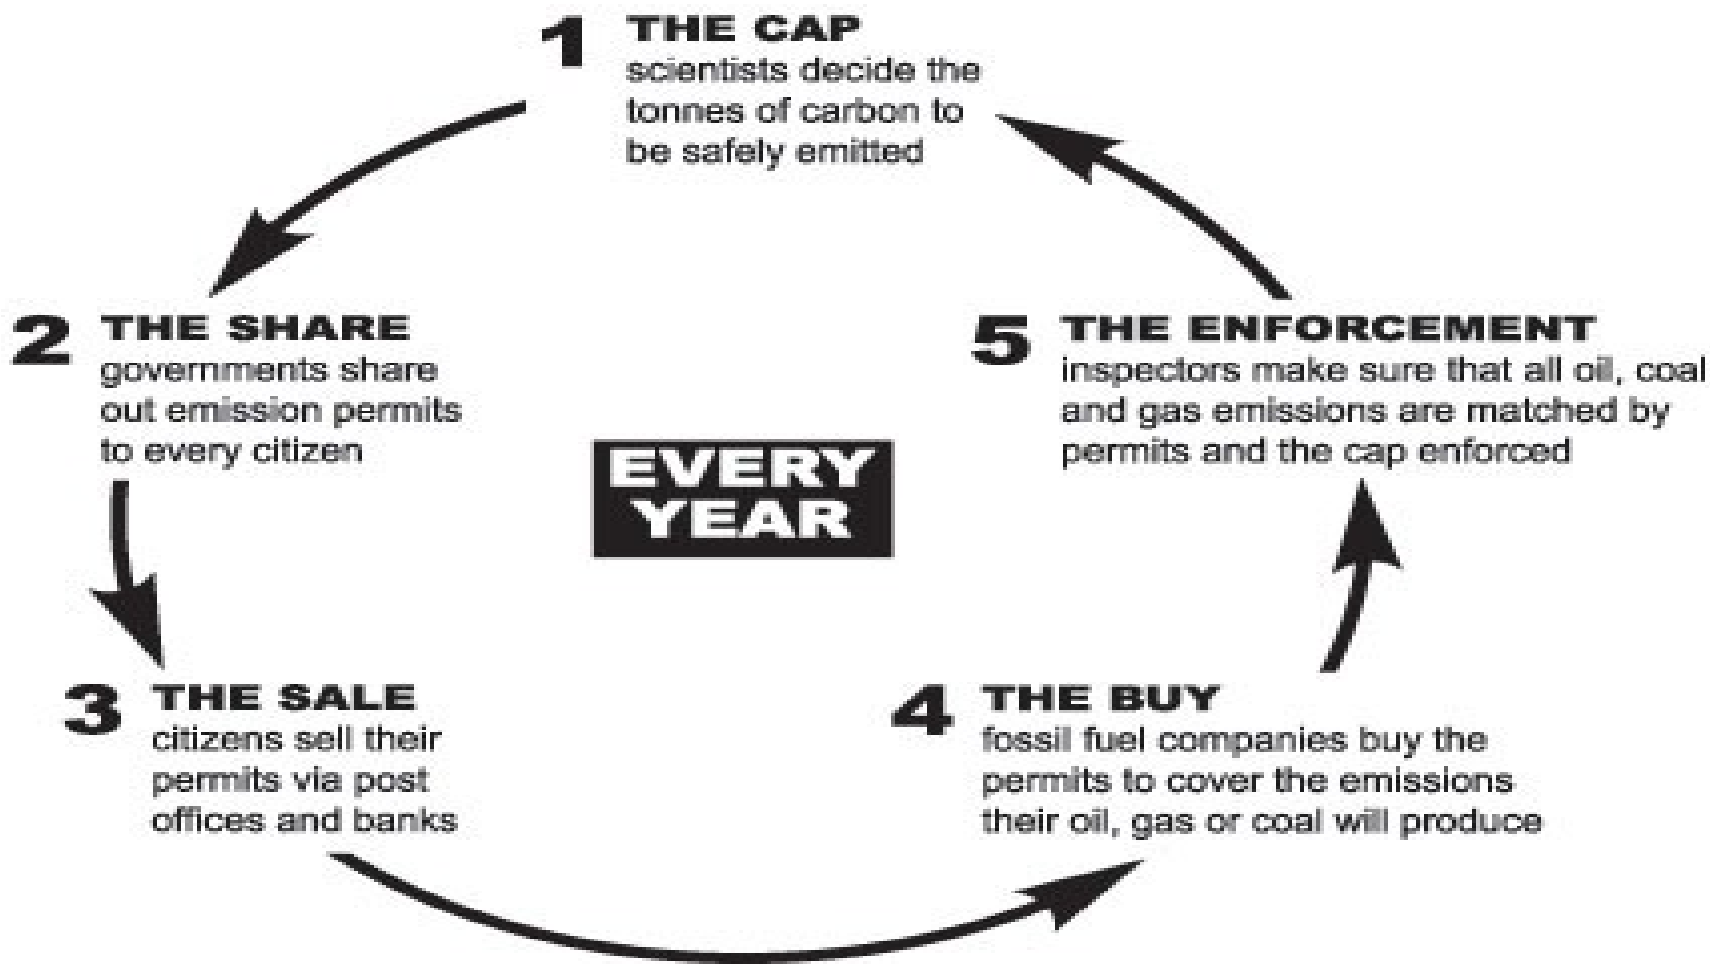 1 THE CAP
scientists decide the
tonnes of carbon to
be safely emitted
2 THE SHARE
governments share
out emission permits
to every citizen
3 THE SALE
citizens sell their
permits via post
offices and banks
4 THE BUY
fossil fuel companies buy the
permits to cover the emissions
their oil, gas or coal will produce
5 THE ENFORCEMENT
inspectors make sure that all oil, coal
and gas emissions are matched by
permits and the cap enforced
EVERY
YEAR